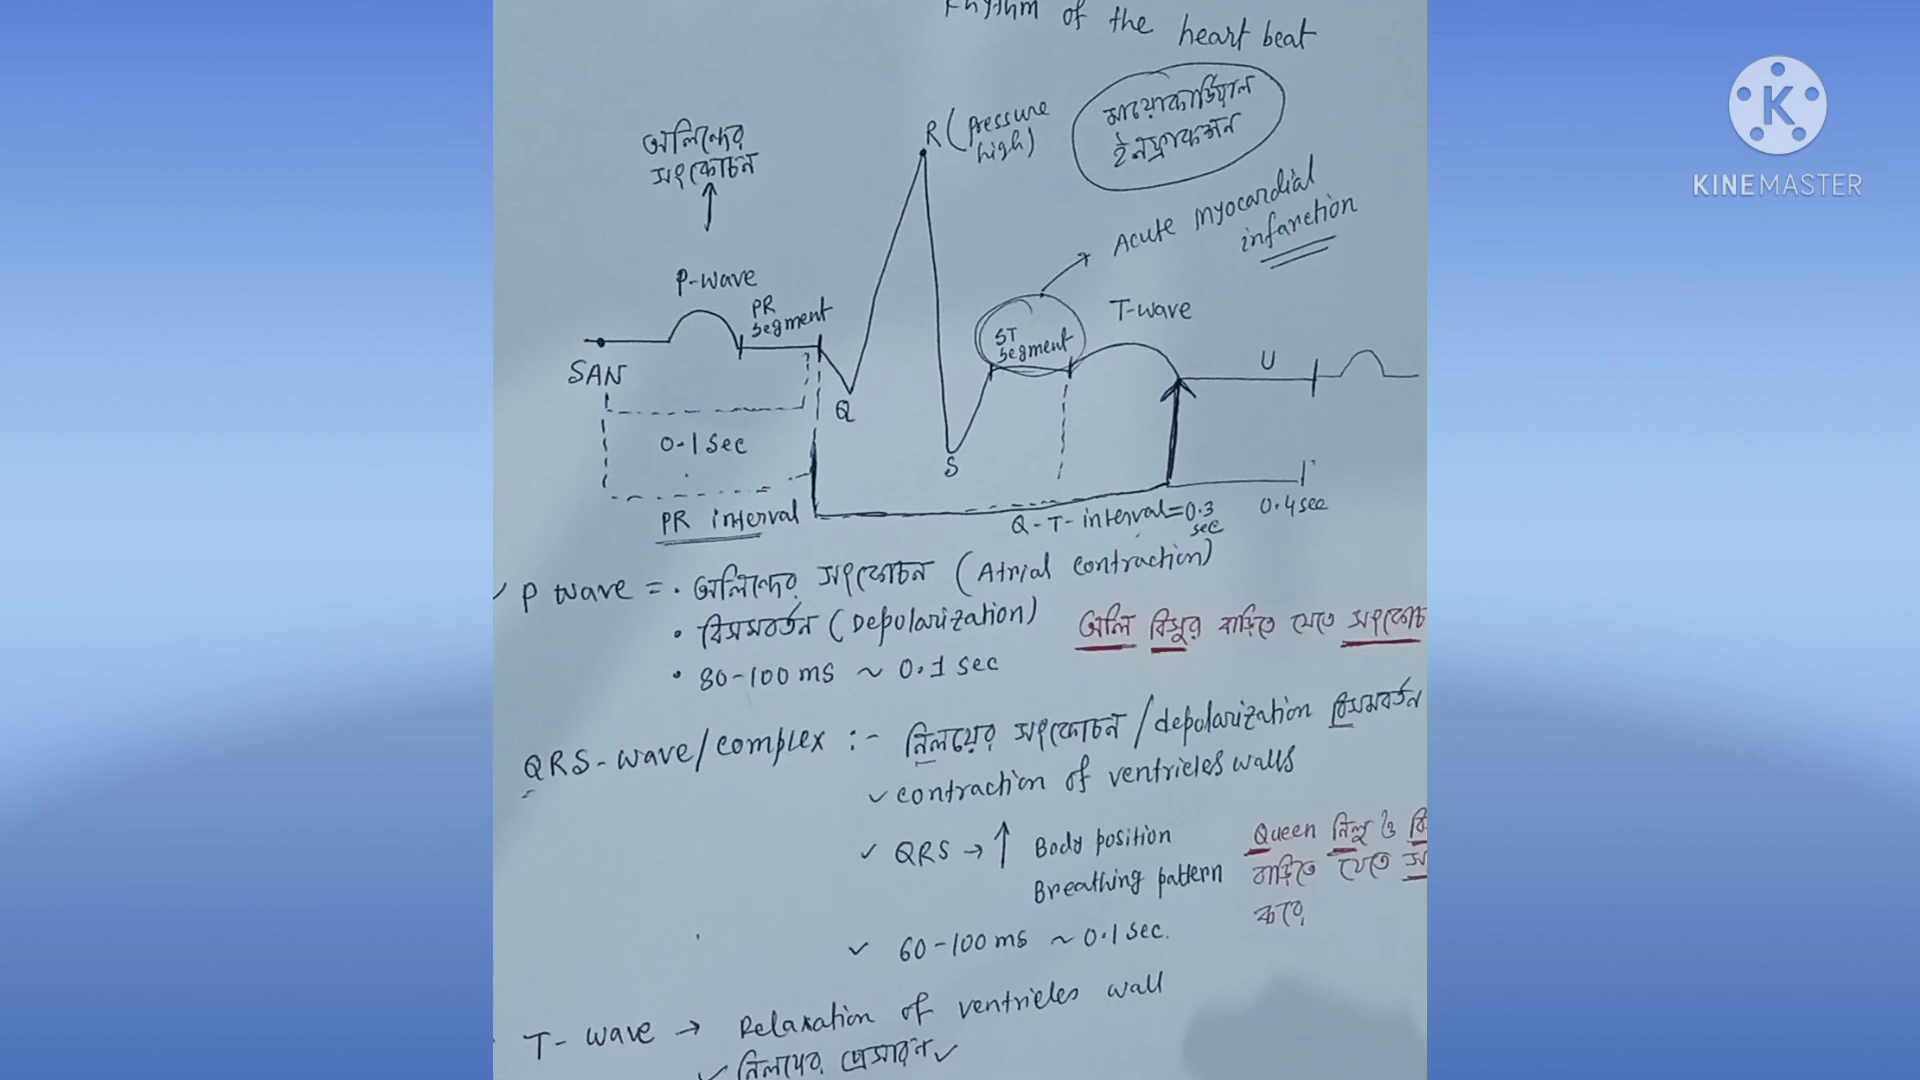 Rhythm of the heart beat
অলিন্দের
সংকোচন
R (Pressure
high)
মায়োকার্ডিয়াল
ইনফ্রাকশন
Acute myocardial
infarction
P-wave
PR
segment
ST
segment
T-wave
U
SAN
Q
S
0.1 sec
PR interval
Q-T-interval=0.3
sec
0.4sec
P wave = • অলিন্দের সংকোচন (Atrial contraction)
• বিসমবর্তন (Depolarization)
অলি বিসুর বাড়িতে যেতে সংকোচ
• 80-100 ms ~ 0.1 sec
QRS-wave/complex :- নিলয়ের সংকোচন /depolarization বিসমবর্তন
✓ contraction of ventricles walls
✓ QRS → ↑ Body position
Breathing pattern
Queen নিলু ও বি
বাড়িতে যেতে স
করে
✓ 60-100 ms ~ 0.1 sec.
T- wave → Relaxation of ventricles wall
✓ নিলয়ের প্রসারন ✓
KINEMASTER